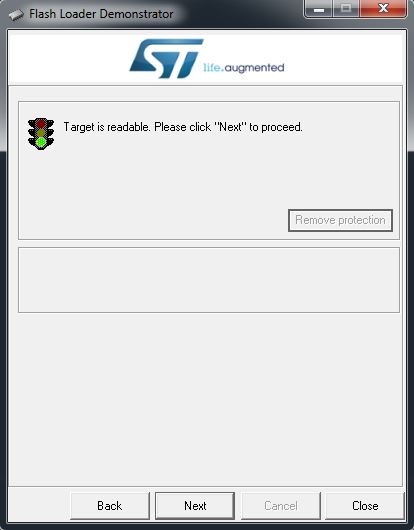 Flash Loader Demonstrator
ST
life.augmented
Target is readable. Please click "Next" to proceed.
Remove protection
Back Next Cancel Close